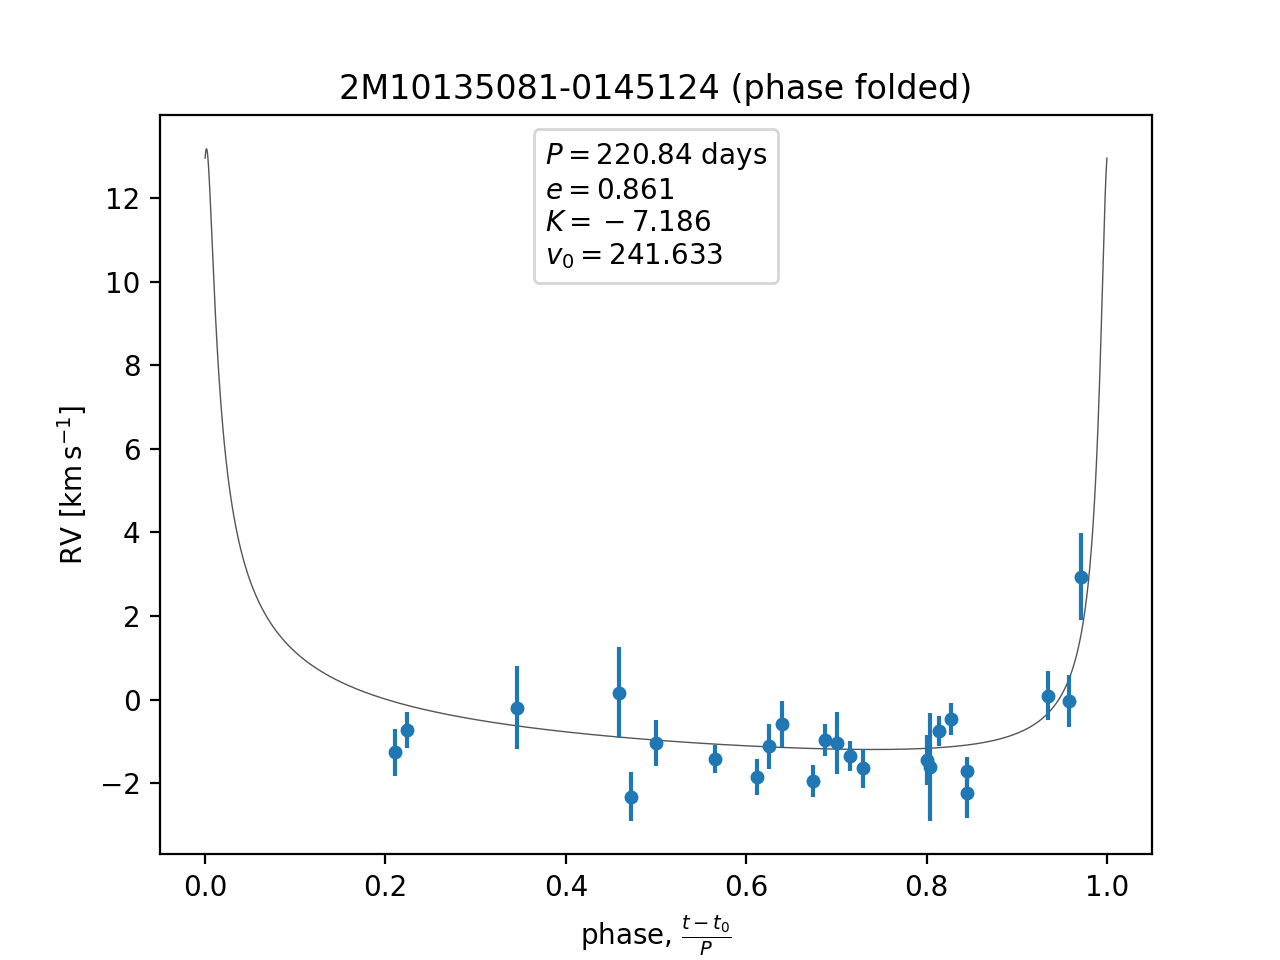 2M10135081-0145124 (phase folded)
P = 220.84 days
e = 0.861
K = −7.186
v₀ = 241.633
12
10
8
6
4
2
0
−2
RV [km s⁻¹]
0.0 0.2 0.4 0.6 0.8 1.0
phase, (t − t₀)/P